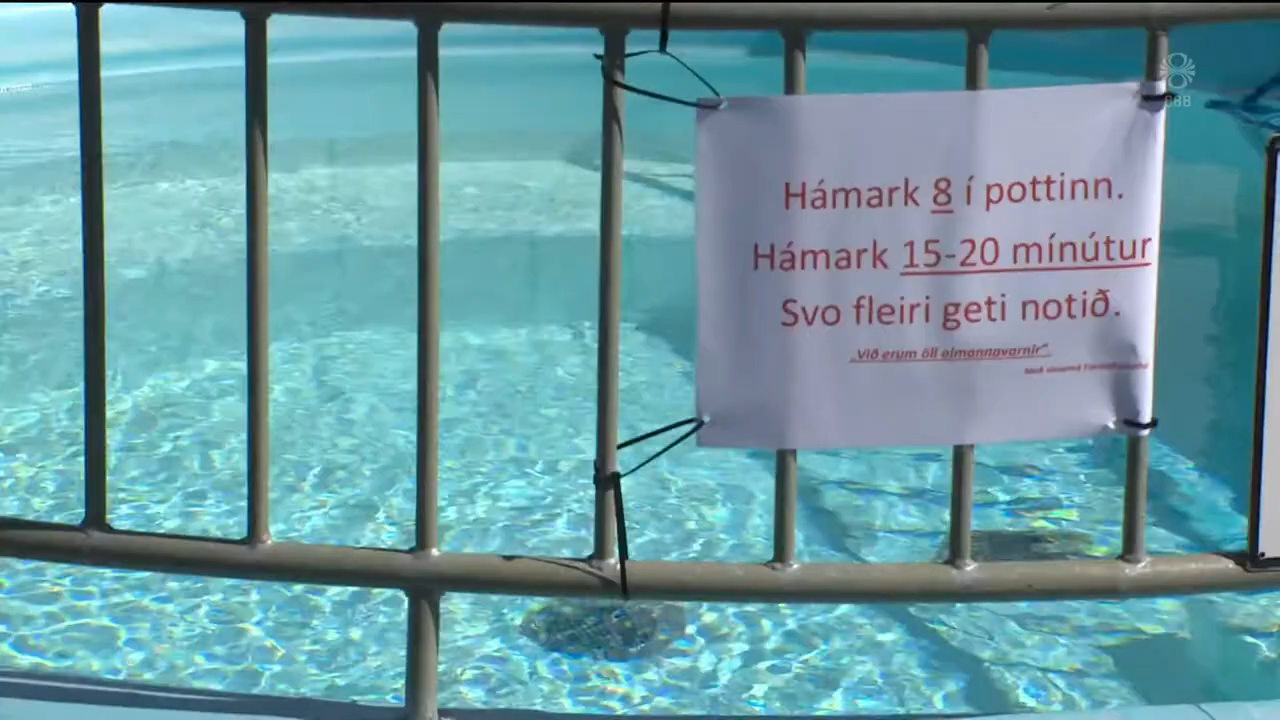 Hámark 8 í pottinn.
Hámark 15-20 mínútur
Svo fleiri geti notið.
„Við erum öll almannavarnir“